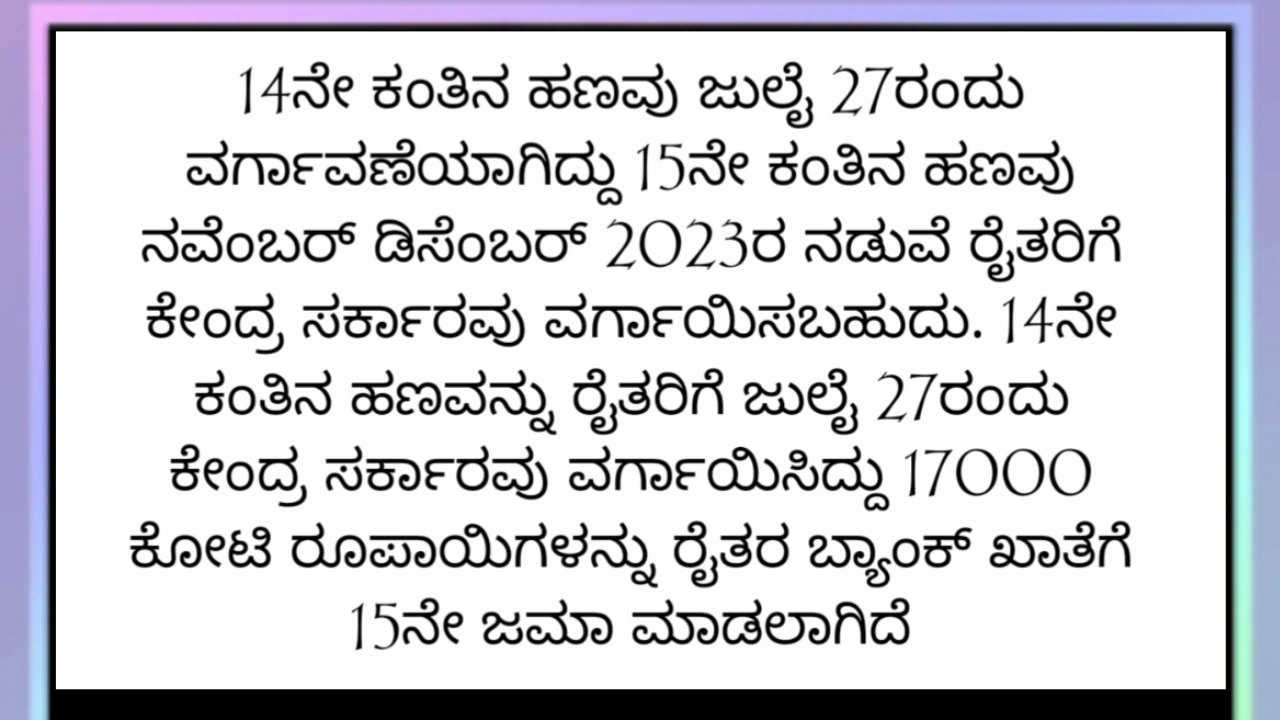 14ನೇ ಕಂತಿನ ಹಣವು ಜುಲೈ 27ರಂದು
ವರ್ಗಾವಣೆಯಾಗಿದ್ದು 15ನೇ ಕಂತಿನ ಹಣವು
ನವೆಂಬರ್ ಡಿಸೆಂಬರ್ 2023ರ ನಡುವೆ ರೈತರಿಗೆ
ಕೇಂದ್ರ ಸರ್ಕಾರವು ವರ್ಗಾಯಿಸಬಹುದು. 14ನೇ
ಕಂತಿನ ಹಣವನ್ನು ರೈತರಿಗೆ ಜುಲೈ 27ರಂದು
ಕೇಂದ್ರ ಸರ್ಕಾರವು ವರ್ಗಾಯಿಸಿದ್ದು 17000
ಕೋಟಿ ರೂಪಾಯಿಗಳನ್ನು ರೈತರ ಬ್ಯಾಂಕ್ ಖಾತೆಗೆ
15ನೇ ಜಮಾ ಮಾಡಲಾಗಿದೆ